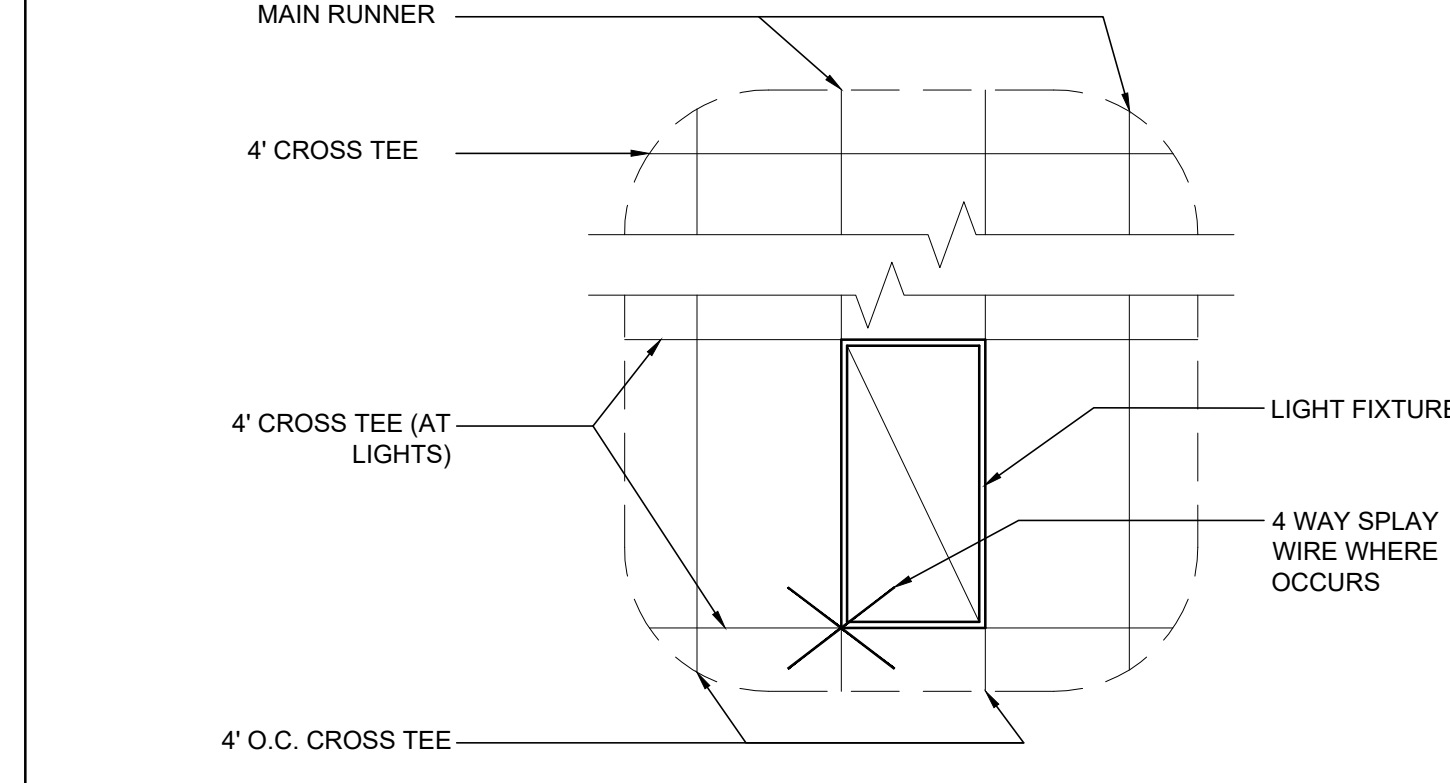 MAIN RUNNER
4' CROSS TEE
4' CROSS TEE (AT
LIGHTS)
LIGHT FIXTURE
4 WAY SPLAY
WIRE WHERE
OCCURS
4' O.C. CROSS TEE